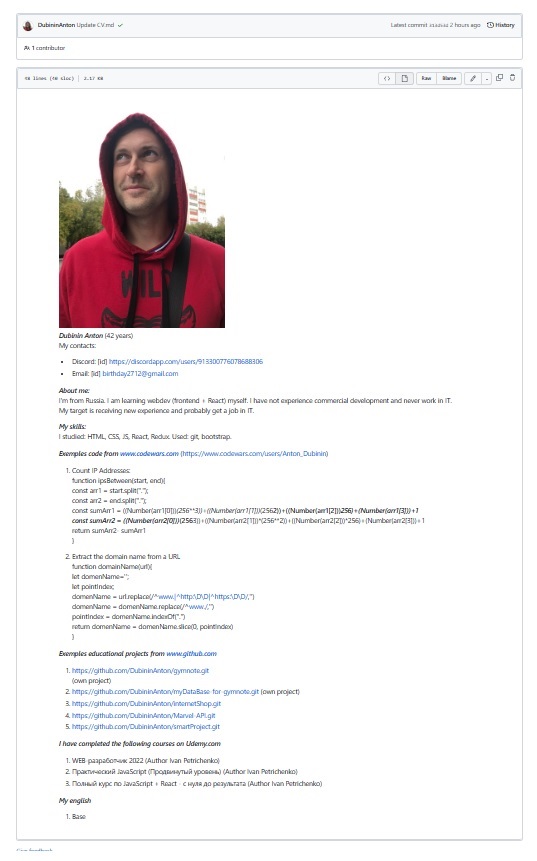 DubininAnton Update CV.md
Latest commit 2 hours ago History
1 contributor
98 lines (90 sloc) 2.17 KB
Raw Blame
WILD
Dubinin Anton (42 years)
My contacts:
• Discord: [id] https://discordapp.com/users/913300776078688306
• Email: [id] birthday2712@gmail.com
About me:
I'm from Russia. I am learning webdev (frontend + React) myself. I have not experience commercial development and never work in IT.
My target is receiving new experience and probably get a job in IT.
My skills:
I studied: HTML, CSS, JS, React, Redux. Used: git, bootstrap.
Exemples code from www.codewars.com (https://www.codewars.com/users/Anton_Dubinin)
1. Count IP Addresses:
function ipsBetween(start, end){
const arr1 = start.split(".");
const arr2 = end.split(".");
const sumArr1 = ((Number(arr1[0]))(256**3))+((Number(arr1[1]))(2562))+((Number(arr1[2]))256)+(Number(arr1[3]))+1
const sumArr2 = ((Number(arr2[0]))(2563))+((Number(arr2[1])*(256**2))+((Number(arr2[2]))*256)+(Number(arr2[3]))+1
return sumArr2- sumArr1
}
2. Extract the domain name from a URL
function domainName(url){
let domenName='';
let pointIndex;
domenName = url.replace(/^www.|^http:\D\D|^https:\D\D/,'')
domenName = domenName.replace(/^www./,'')
pointIndex = domenName.indexOf(".")
return domenName = domenName.slice(0, pointIndex)
}
Exemples educational projects from www.github.com
1. https://github.com/DubininAnton/gymnote.git
(own project)
2. https://github.com/DubininAnton/myDataBase-for-gymnote.git (own project)
3. https://github.com/DubininAnton/InternetShop.git
4. https://github.com/DubininAnton/Marvel-API.git
5. https://github.com/DubininAnton/smartProject.git
I have completed the following courses on Udemy.com
1. WEB-разработчик 2022 (Author Ivan Petrichenko)
2. Практический JavaScript (Продвинутый уровень) (Author Ivan Petrichenko)
3. Полный курс по JavaScript + React - с нуля до результата (Author Ivan Petrichenko)
My english
1. Base
Give feedback